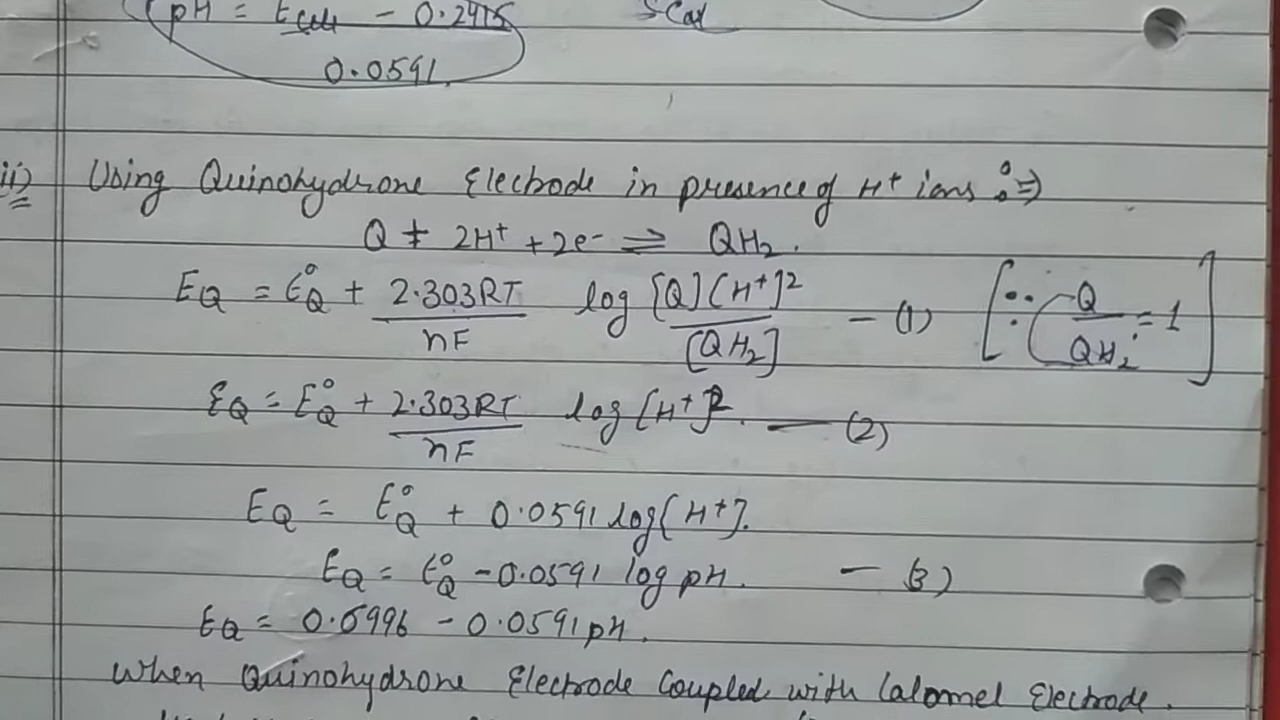 pH = Ecell - 0.2415
0.0591
SCal
ii) Using Quinohydrone Electrode in presence of H+ ions :⇒
Q + 2H+ + 2e- ⇌ QH2.
EQ = E°Q + 2.303RT/nF log [Q][H+]²/[QH2] - (1) [∵ Q/QH2 = 1]
EQ = E°Q + 2.303RT/nF log [H+]². — (2)
EQ = E°Q + 0.0591 log[H+].
EQ = E°Q - 0.0591 log pH. — (3)
EQ = 0.6996 - 0.0591 pH.
When Quinohydrone Electrode Coupled with Calomel Electrode.